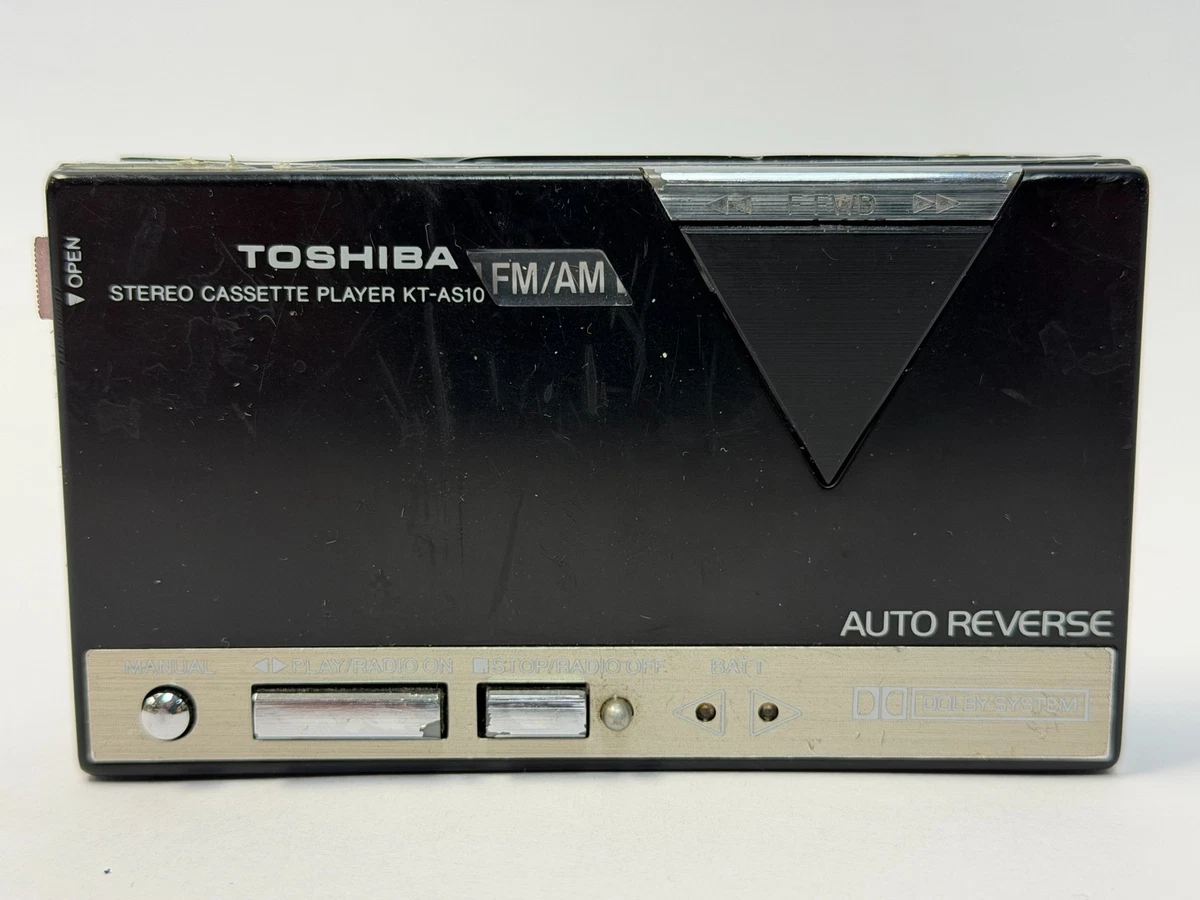 ◀◀ F FWD ▶▶
▼ OPEN
TOSHIBA
STEREO CASSETTE PLAYER KT-AS10
FM/AM
AUTO REVERSE
MANUAL
◀▶ PLAY/RADIO ON
■ STOP/RADIO OFF
BATT
DOLBY SYSTEM